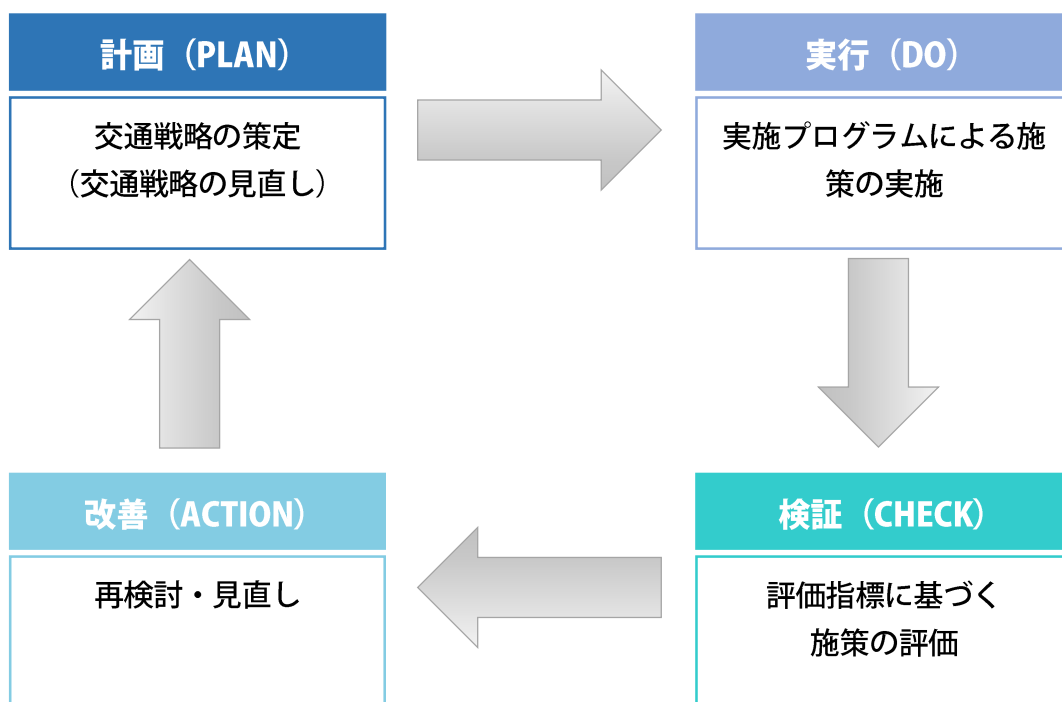 計画（PLAN）
交通戦略の策定
（交通戦略の見直し）
実行（DO）
実施プログラムによる施
策の実施
改善（ACTION）
再検討・見直し
検証（CHECK）
評価指標に基づく
施策の評価